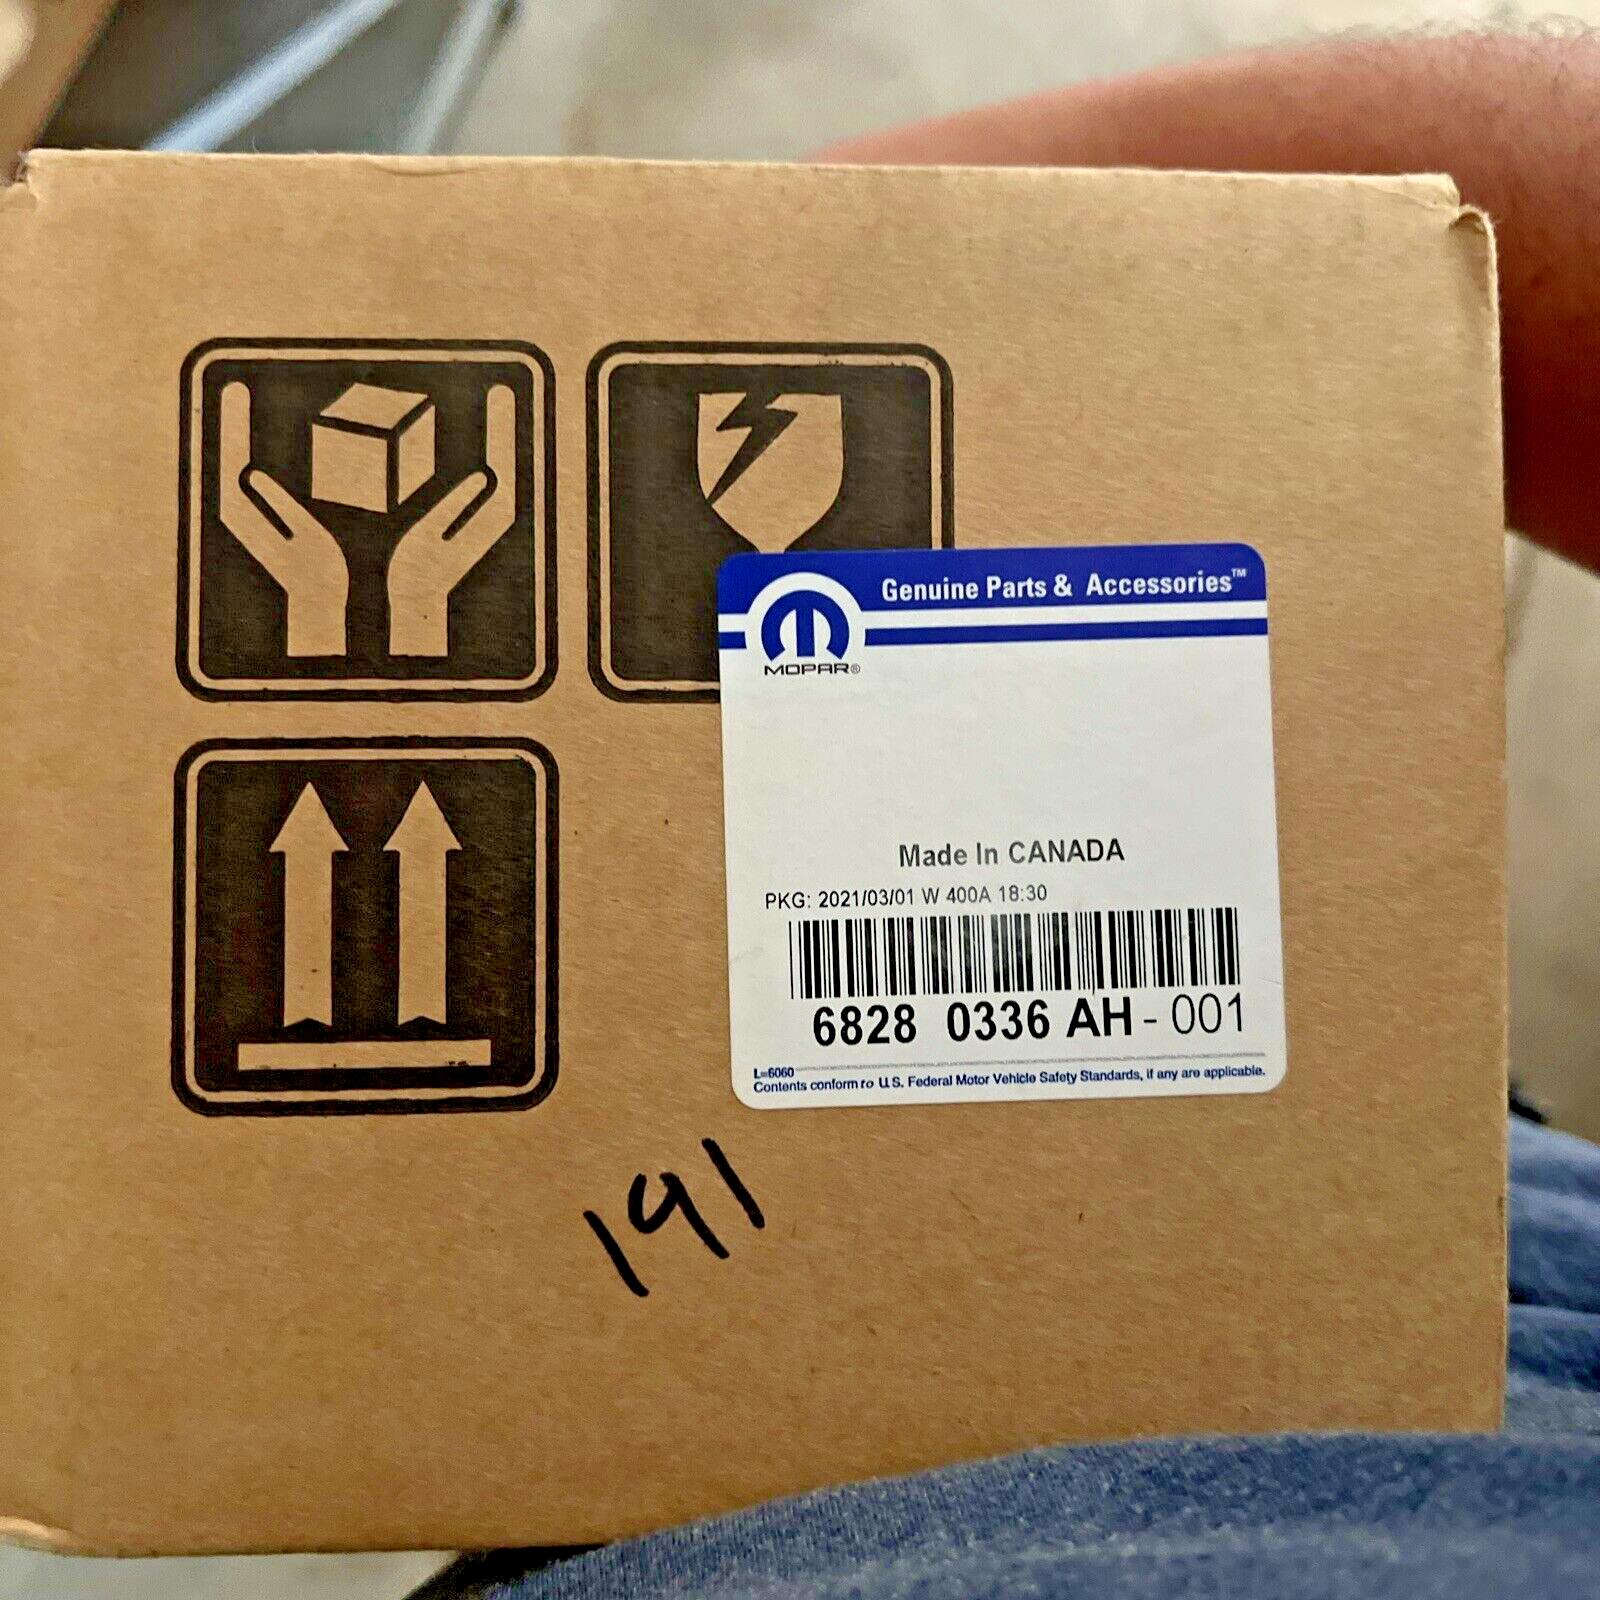 Genuine Parts & Accessories™
MOPAR®
Made In CANADA
PKG: 2021/03/01 W 400A 18:30
6828 0336 AH - 001
L=6060
Contents conform to U.S. Federal Motor Vehicle Safety Standards, if any are applicable.
191